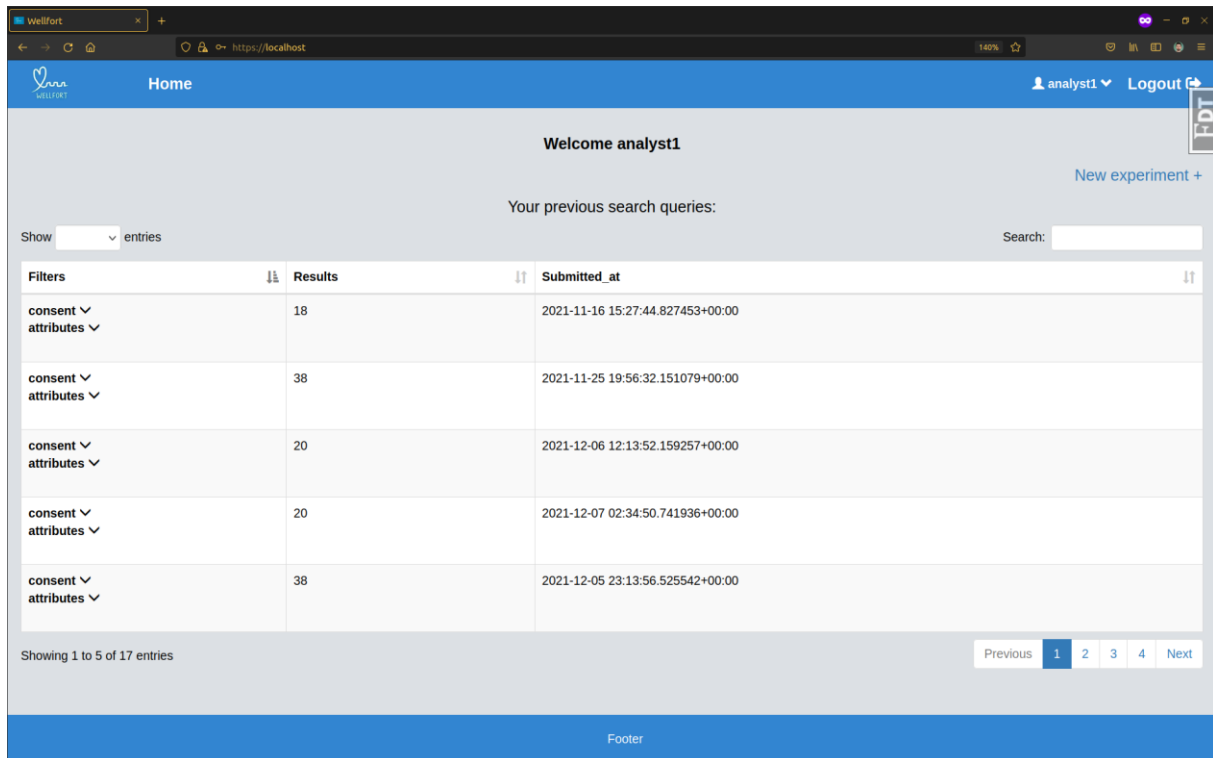 Wellfort
https://localhost
140%
WELLFORT
Home
analyst1
Logout
EDT
Welcome analyst1
New experiment +
Your previous search queries:
Show entries
Search:
Filters Results Submitted_at
consent 18 2021-11-16 15:27:44.827453+00:00
attributes
consent 38 2021-11-25 19:56:32.151079+00:00
attributes
consent 20 2021-12-06 12:13:52.159257+00:00
attributes
consent 20 2021-12-07 02:34:50.741936+00:00
attributes
consent 38 2021-12-05 23:13:56.525542+00:00
attributes
Showing 1 to 5 of 17 entries
Previous 1 2 3 4 Next
Footer